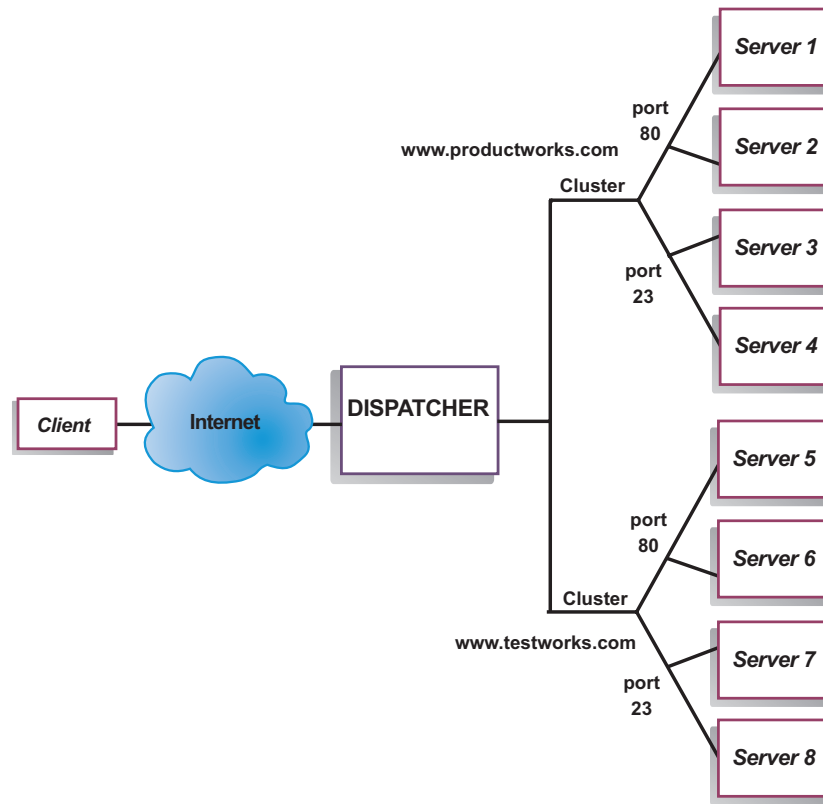 Server 1
port
80
Server 2
www.productworks.com
Cluster
Server 3
port
23
Server 4
Client
Internet
DISPATCHER
Server 5
port
80
Server 6
Cluster
www.testworks.com
Server 7
port
23
Server 8